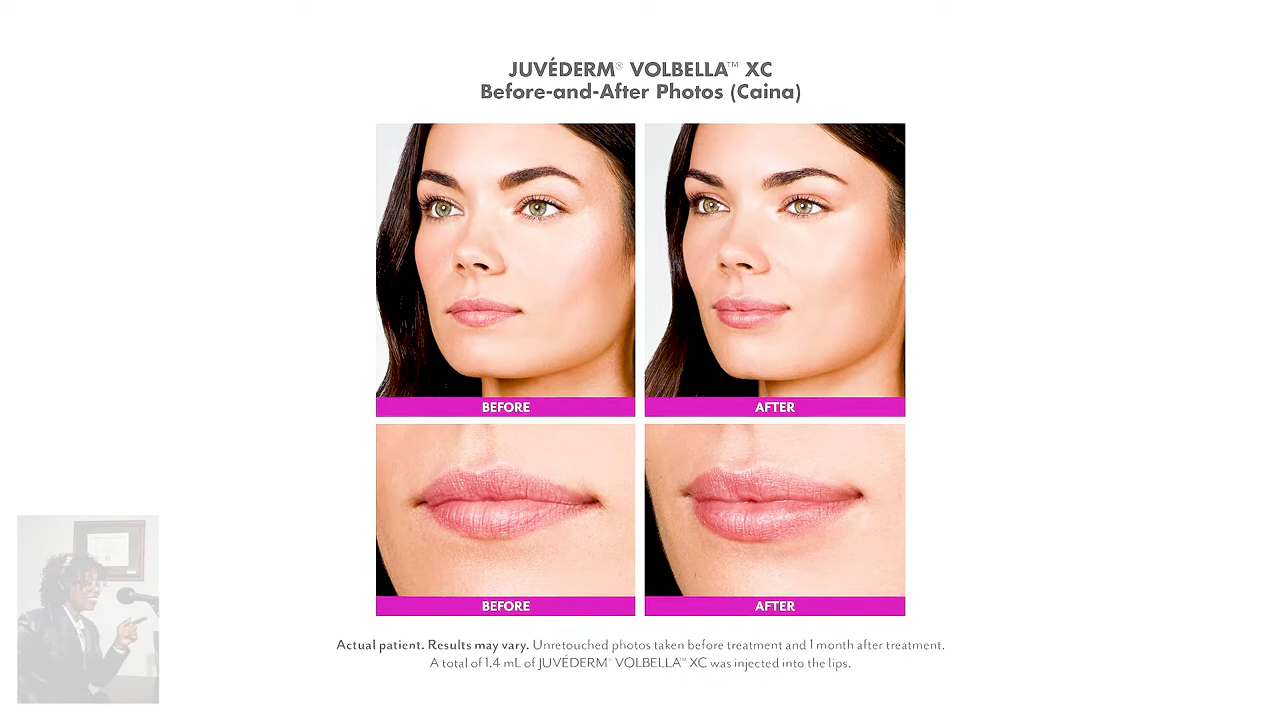 JUVÉDERM® VOLBELLA™ XC
Before-and-After Photos (Caina)
BEFORE
AFTER
BEFORE
AFTER
Actual patient. Results may vary. Unretouched photos taken before treatment and 1 month after treatment.
A total of 1.4 mL of JUVÉDERM® VOLBELLA™ XC was injected into the lips.